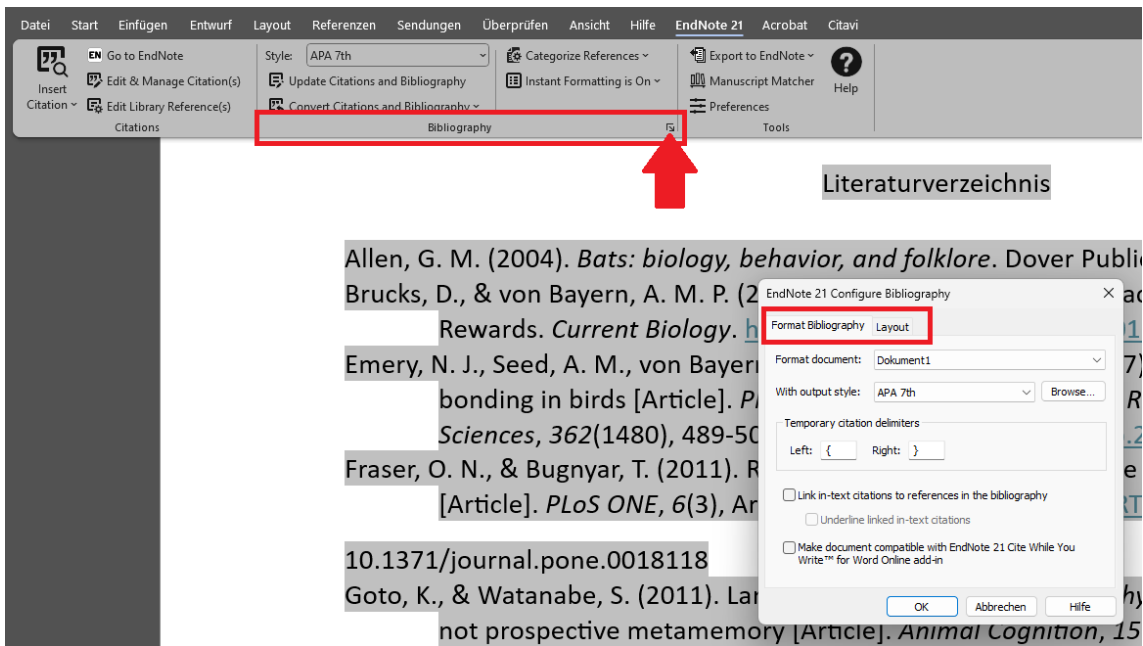 Datei Start Einfügen Entwurf Layout Referenzen Sendungen Überprüfen Ansicht Hilfe EndNote 21 Acrobat Citavi
Insert
Citation
EN Go to EndNote
Edit & Manage Citation(s)
Edit Library Reference(s)
Citations
Style: APA 7th
Update Citations and Bibliography
Convert Citations and Bibliography
Categorize References
Instant Formatting is On
Bibliography
Export to EndNote
Manuscript Matcher
Preferences
Help
Tools
Literaturverzeichnis
Allen, G. M. (2004). Bats: biology, behavior, and folklore. Dover Public
Brucks, D., & von Bayern, A. M. P. (2
Rewards. Current Biology. h
Emery, N. J., Seed, A. M., von Bayer
bonding in birds [Article]. P
Sciences, 362(1480), 489-50
Fraser, O. N., & Bugnyar, T. (2011). R
[Article]. PLoS ONE, 6(3), Ar
10.1371/journal.pone.0018118
Goto, K., & Watanabe, S. (2011). Lar
not prospective metamemory [Article]. Animal Cognition, 15
EndNote 21 Configure Bibliography
Format Bibliography Layout
Format document: Dokument1
With output style: APA 7th Browse...
Temporary citation delimiters
Left: { Right: }
Link in-text citations to references in the bibliography
Underline linked in-text citations
Make document compatible with EndNote 21 Cite While You
Write™ for Word Online add-in
OK Abbrechen Hilfe